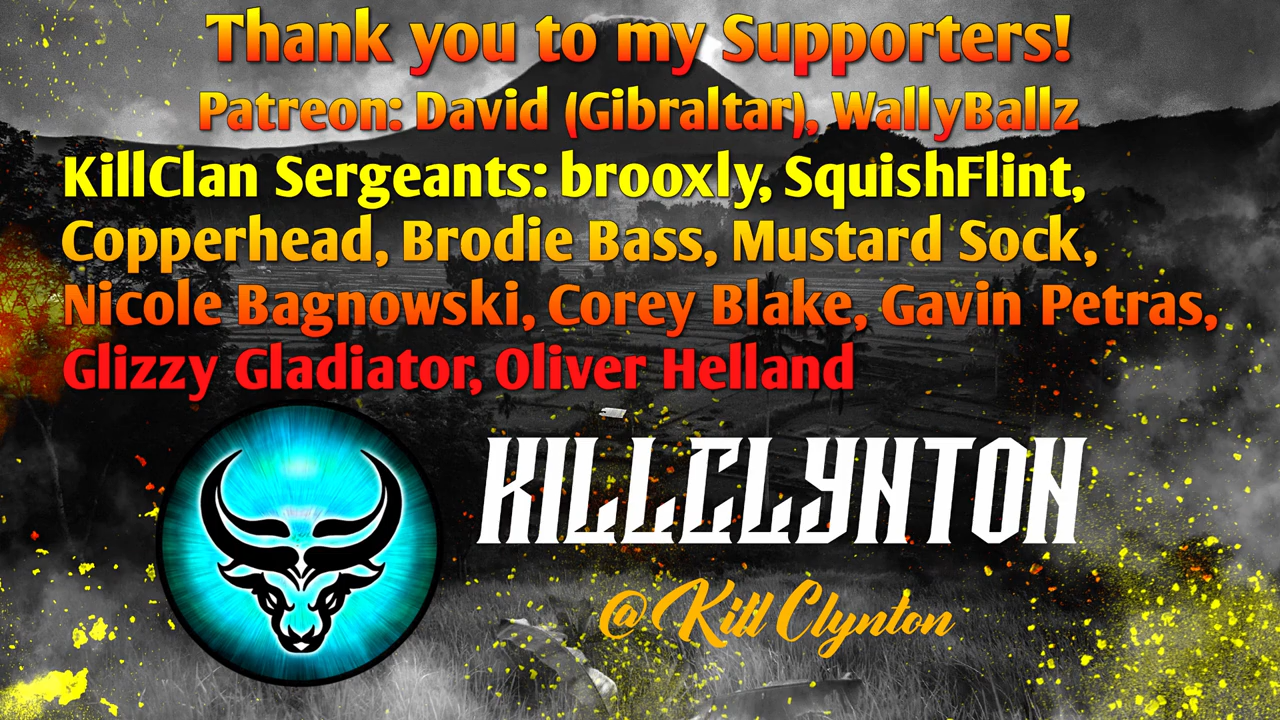 Thank you to my Supporters!
Patreon: David (Gibraltar), WallyBallz
KillClan Sergeants: brooxly, SquishFlint,
Copperhead, Brodie Bass, Mustard Sock,
Nicole Bagnowski, Corey Blake, Gavin Petras,
Glizzy Gladiator, Oliver Helland
KILLCLYNTON
@KillClynton